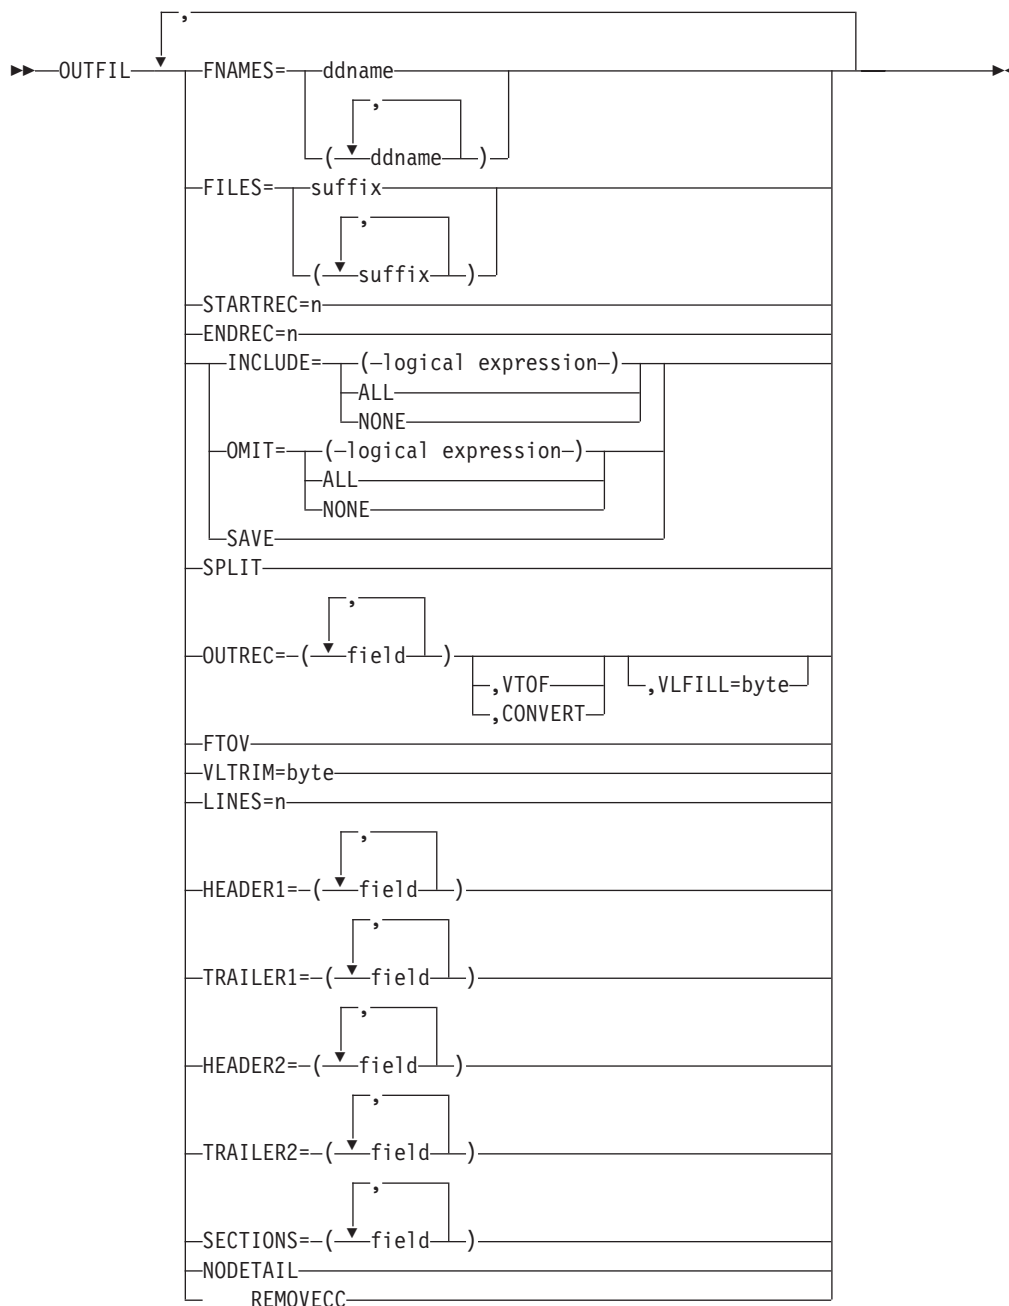 ,
OUTFIL FNAMES= ddname
,
( ddname )
FILES= suffix
,
( suffix )
STARTREC=n
ENDREC=n
INCLUDE= (logical expression)
ALL
NONE
OMIT= (logical expression)
ALL
NONE
SAVE
SPLIT
,
OUTREC= ( field )
,VTOF ,VLFILL=byte
,CONVERT
FTOV
VLTRIM=byte
LINES=n
,
HEADER1= ( field )
,
TRAILER1= ( field )
,
HEADER2= ( field )
,
TRAILER2= ( field )
,
SECTIONS= ( field )
NODETAIL
REMOVECC